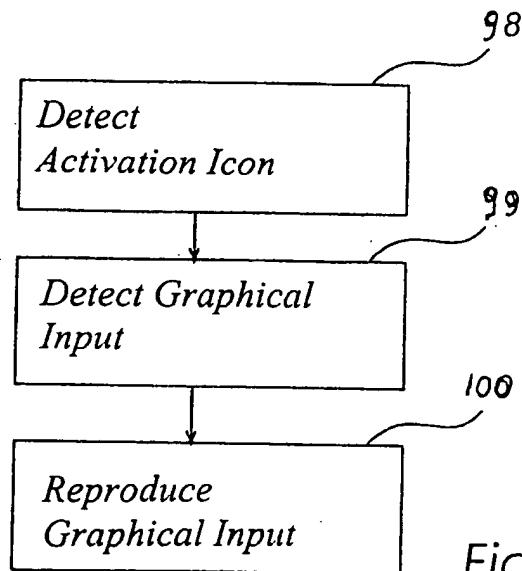 98
Detect
Activation Icon
99
Detect Graphical
Input
100
Reproduce
Graphical Input